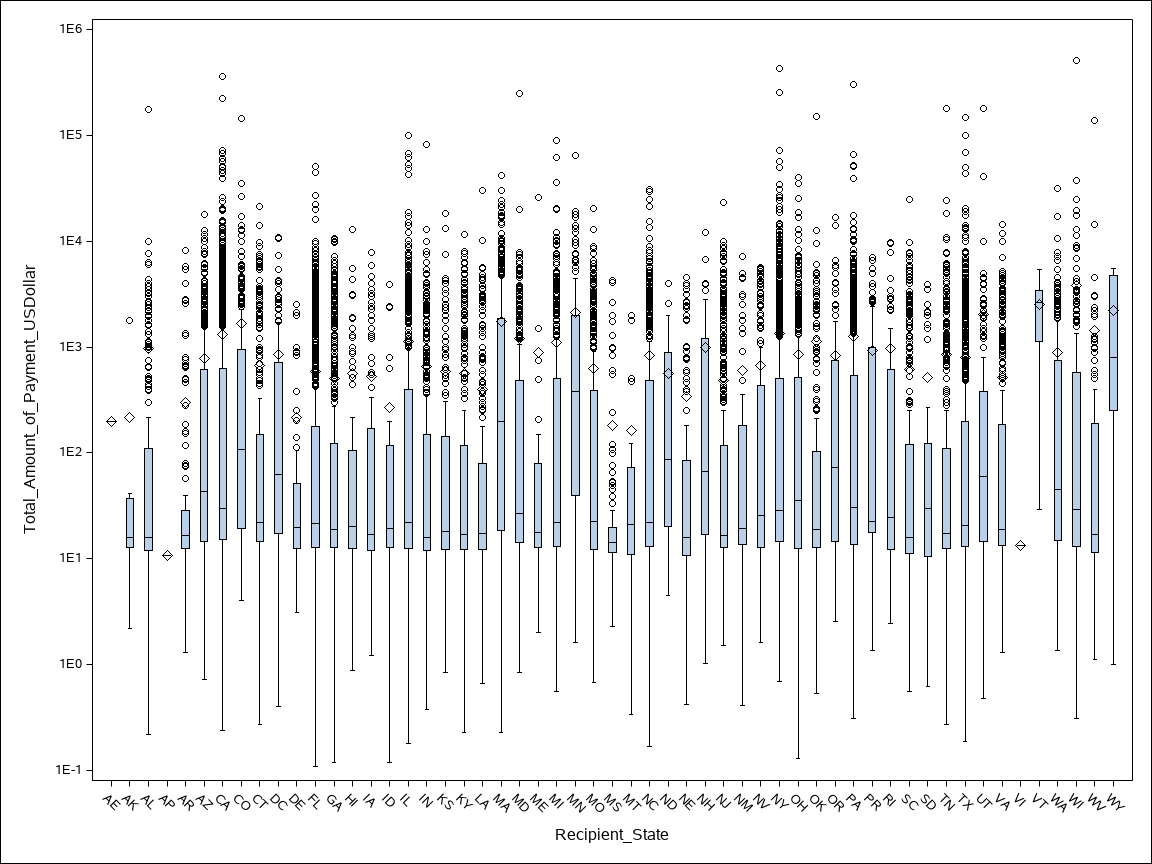 1E6
1E5
1E4
1E3
1E2
1E1
1E0
1E-1
Total_Amount_of_Payment_USDollar
AE AK AL AP AR AZ CA CO CT DC DE FL GA HI IA ID IL IN KS KY LA MA MD ME MI MN MO MS MT NC ND NE NH NJ NM NV NY OH OK OR PA PR RI SC SD TN TX UT VA VI VT WA WI WV WY
Recipient_State